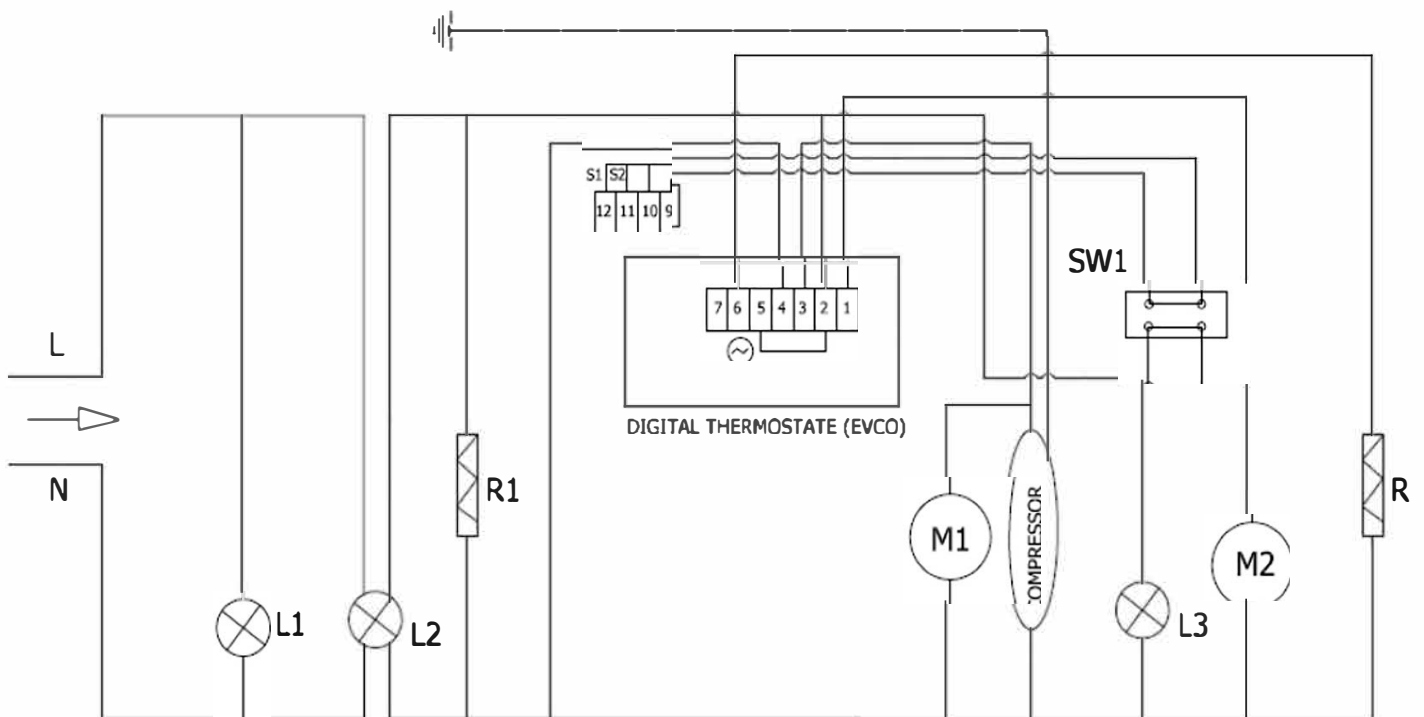 S1 S2
12 11 10 9
SW1
7 6 5 4 3 2 1
L
DIGITAL THERMOSTATE (EVCO)
N
R1
M1
COMPRESSOR
R
M2
L1
L2
L3